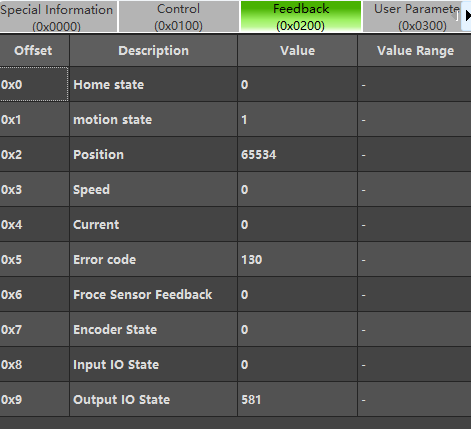 Special Information Control Feedback User Paramete
(0x0000) (0x0100) (0x0200) (0x0300)
Offset Description Value Value Range
0x0 Home state 0 -
0x1 motion state 1 -
0x2 Position 65534 -
0x3 Speed 0 -
0x4 Current 0 -
0x5 Error code 130 -
0x6 Froce Sensor Feedback 0 -
0x7 Encoder State 0 -
0x8 Input IO State 0 -
0x9 Output IO State 581 -